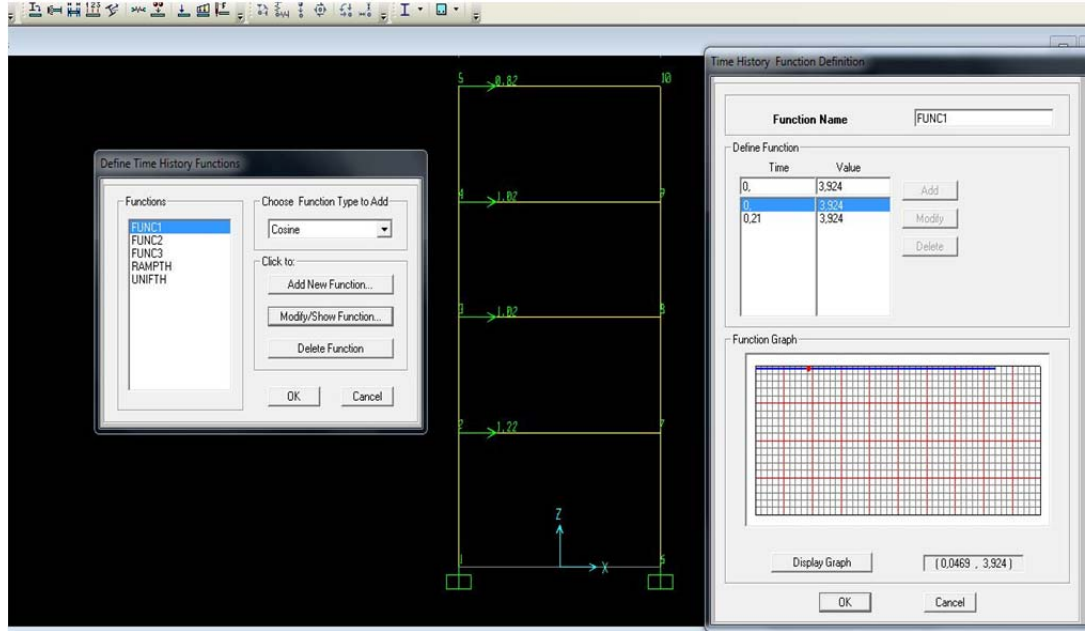 5
0.82
10
4
1.02
9
3
1.02
8
2
1.22
7
Z
X
1
6
Define Time History Functions
Functions
FUNC1
FUNC2
FUNC3
RAMPTH
UNIFTH
Choose Function Type to Add
Cosine
Click to:
Add New Function...
Modify/Show Function...
Delete Function
OK
Cancel
Time History Function Definition
Function Name
FUNC1
Define Function
Time
Value
0,
3,924
0,
3,924
0,21
3,924
Add
Modify
Delete
Function Graph
Display Graph
( 0,0469 , 3,924 )
OK
Cancel